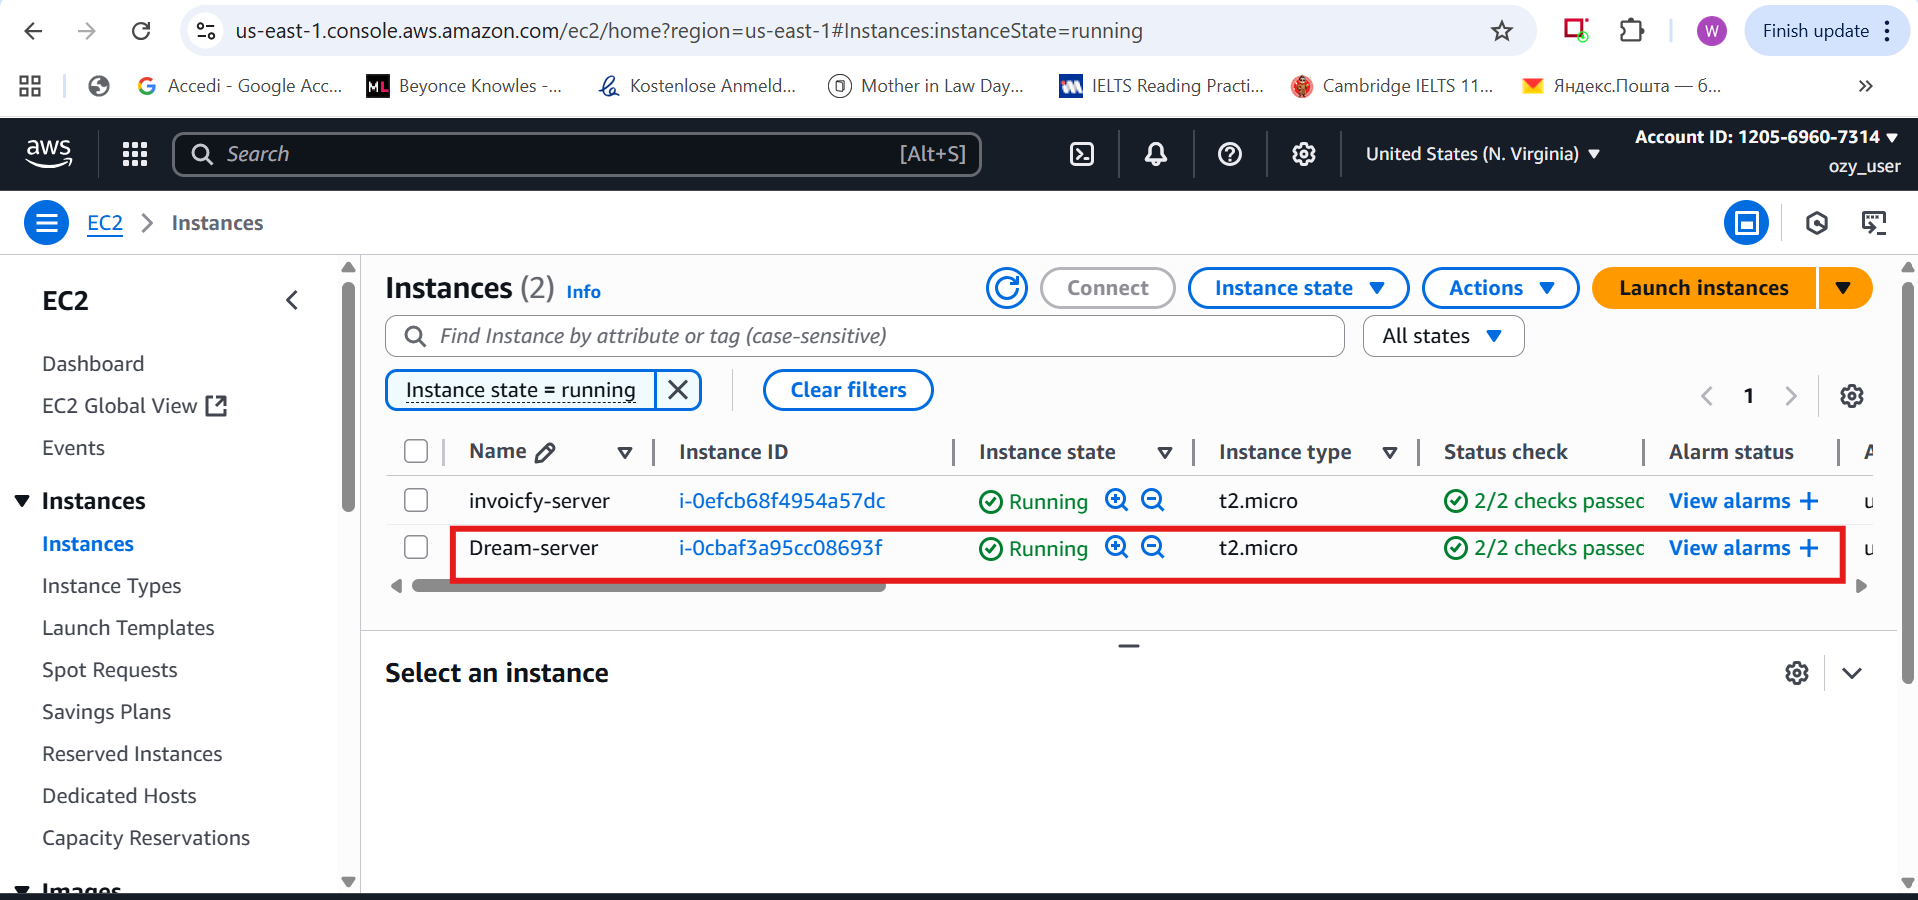 us-east-1.console.aws.amazon.com/ec2/home?region=us-east-1#Instances:instanceState=running
W
Finish update
Accedi - Google Acc...
ML
Beyonce Knowles -...
Kostenlose Anmeld...
Mother in Law Day...
IELTS Reading Practi...
Cambridge IELTS 11...
Яндекс.Почта — б...
aws
Search
[Alt+S]
United States (N. Virginia)
Account ID: 1205-6960-7314
ozy_user
EC2
Instances
EC2
Dashboard
EC2 Global View
Events
Instances
Instances
Instance Types
Launch Templates
Spot Requests
Savings Plans
Reserved Instances
Dedicated Hosts
Capacity Reservations
Images
Instances (2) Info
Connect
Instance state
Actions
Launch instances
Find Instance by attribute or tag (case-sensitive)
All states
Instance state = running
Clear filters
1
Name Instance ID Instance state Instance type Status check Alarm status A
invoicfy-server i-0efcb68f4954a57dc Running t2.micro 2/2 checks passed View alarms + u
Dream-server i-0cbaf3a95cc08693f Running t2.micro 2/2 checks passed View alarms + u
Select an instance